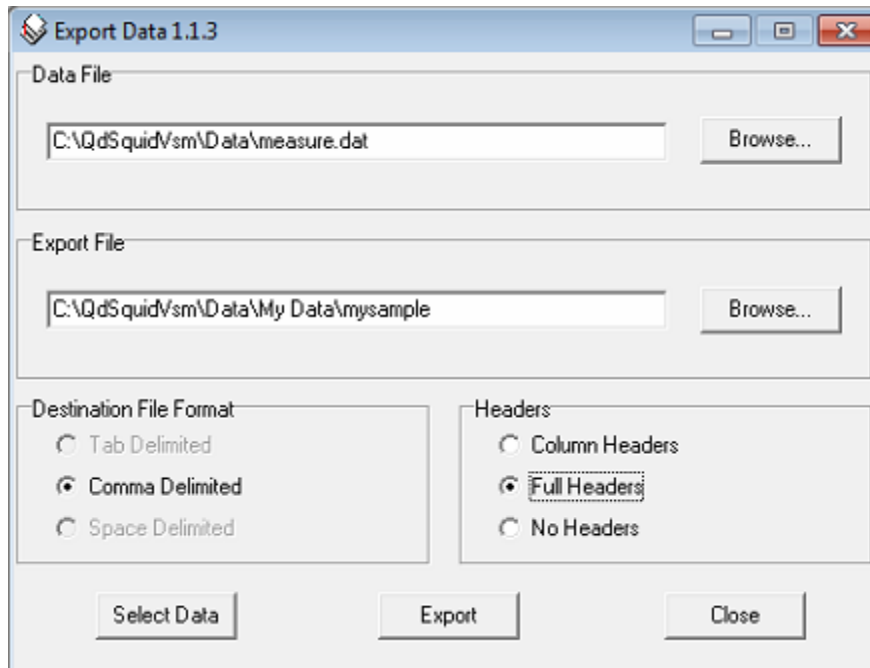 Export Data 1.1.3
Data File
C:\QdSquidVsm\Data\measure.dat
Browse...
Export File
C:\QdSquidVsm\Data\My Data\mysample
Browse...
Destination File Format
Tab Delimited
Comma Delimited
Space Delimited
Headers
Column Headers
Full Headers
No Headers
Select Data
Export
Close